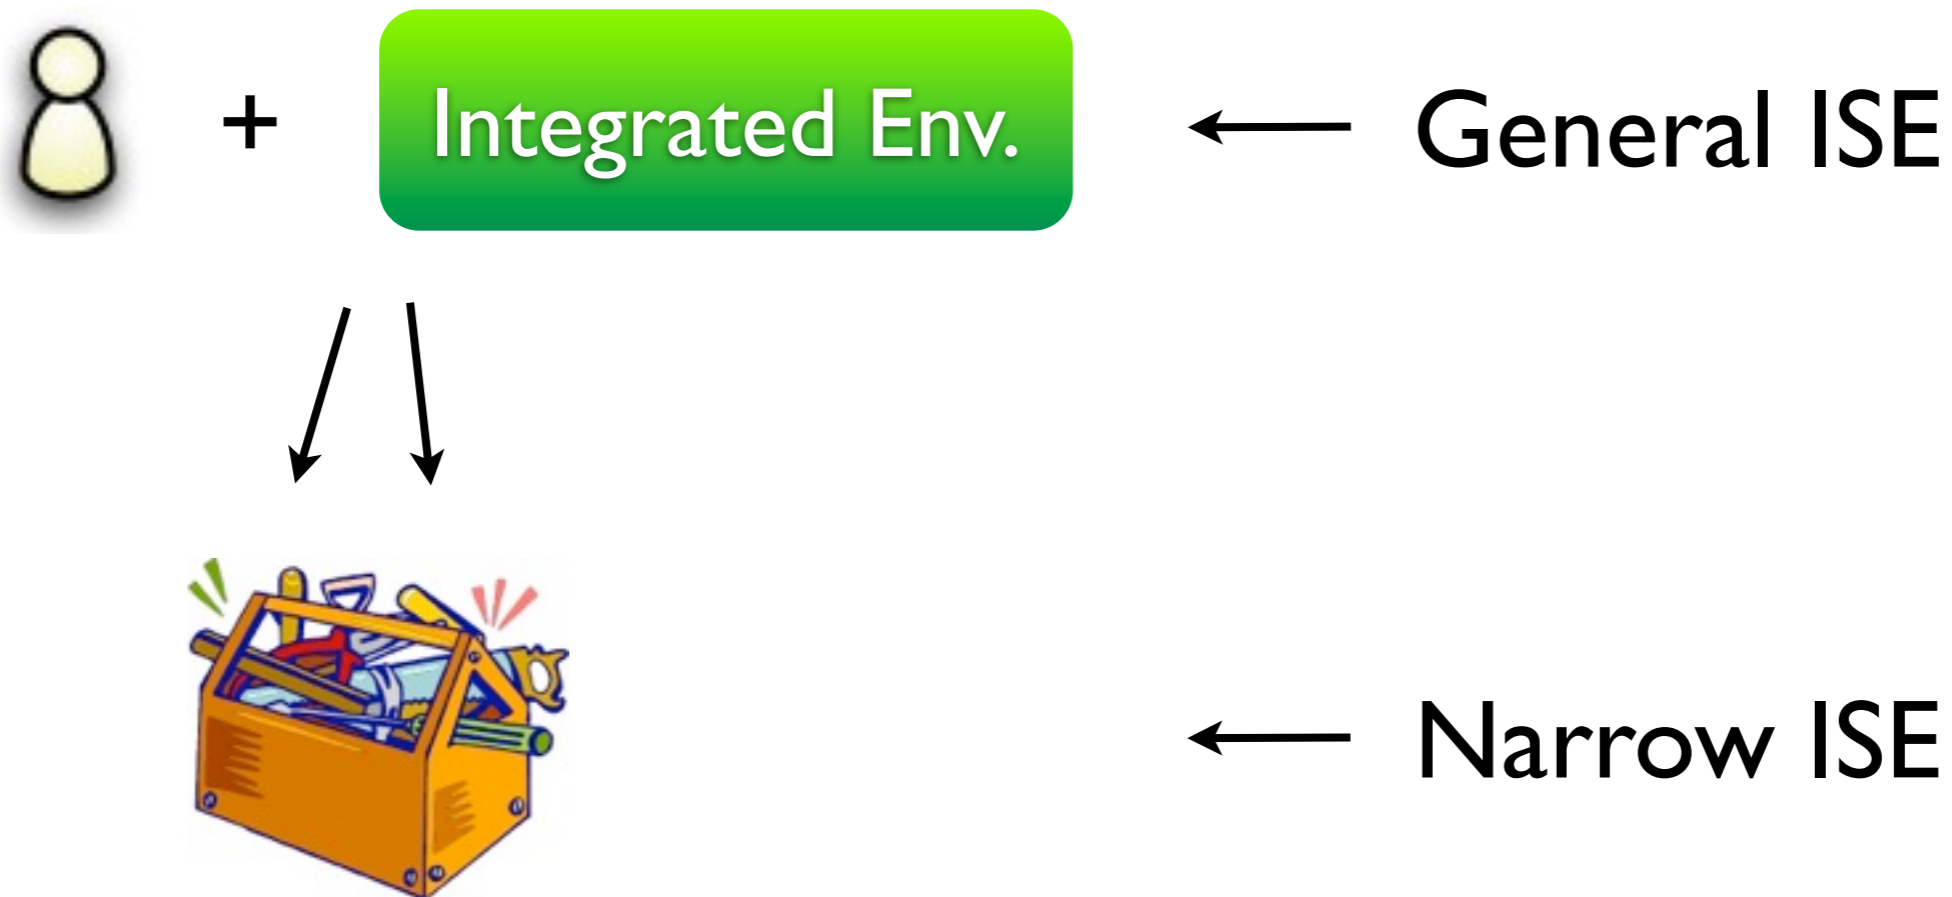 +
Integrated Env.
General ISE
Narrow ISE